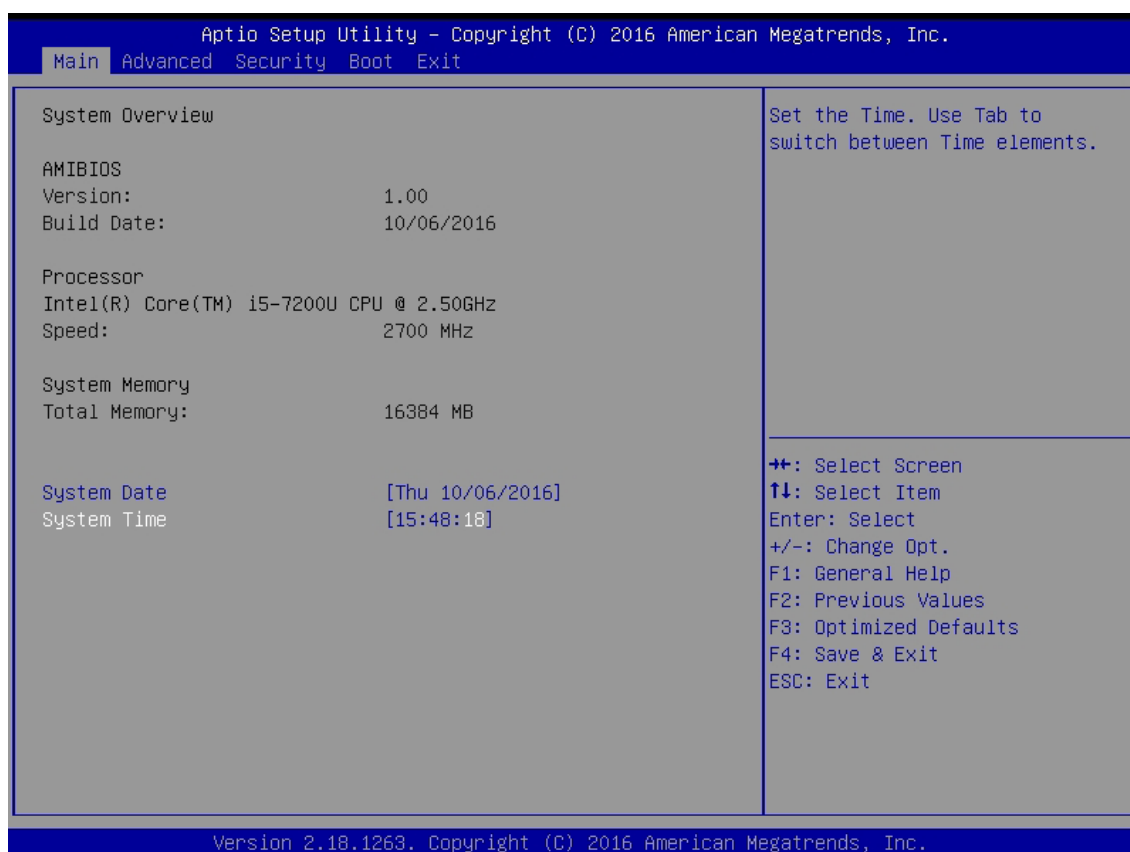 Aptio Setup Utility – Copyright (C) 2016 American Megatrends, Inc.
Main Advanced Security Boot Exit
System Overview
AMIBIOS
Version: 1.00
Build Date: 10/06/2016
Processor
Intel(R) Core(TM) i5-7200U CPU @ 2.50GHz
Speed: 2700 MHz
System Memory
Total Memory: 16384 MB
System Date [Thu 10/06/2016]
System Time [15:48:18]
Set the Time. Use Tab to
switch between Time elements.
→←: Select Screen
↑↓: Select Item
Enter: Select
+/-: Change Opt.
F1: General Help
F2: Previous Values
F3: Optimized Defaults
F4: Save & Exit
ESC: Exit
Version 2.18.1263. Copyright (C) 2016 American Megatrends, Inc.